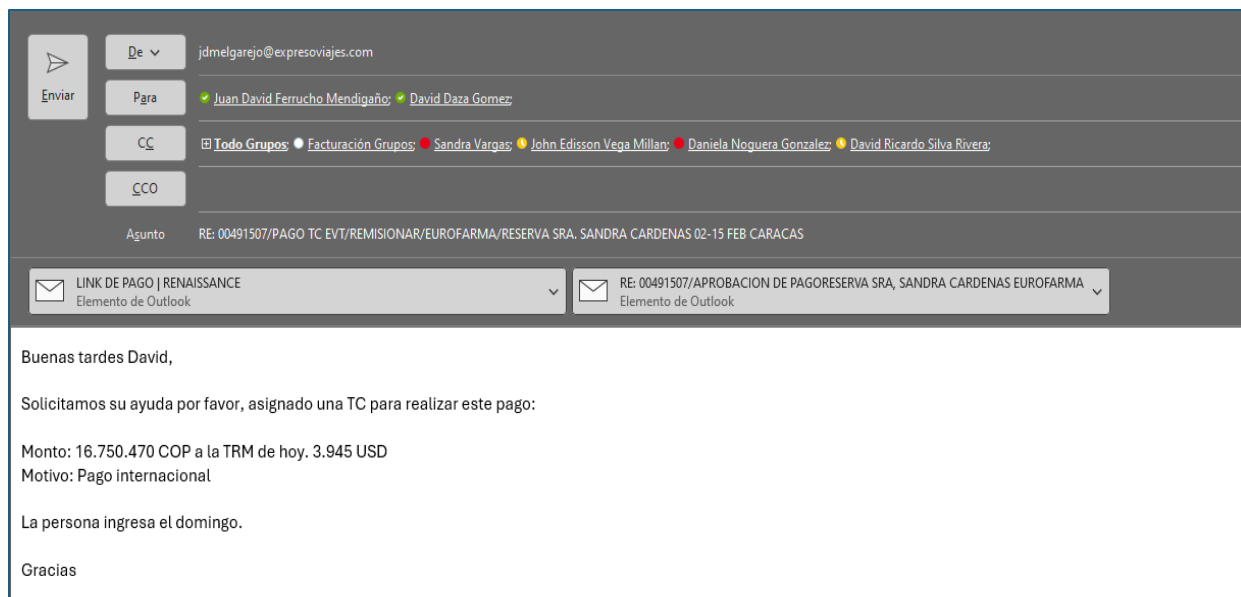 De
jdmelgarejo@expresoviajes.com
Enviar
Para
Juan David Ferrucho Mendigaño; David Daza Gomez;
CC
Todo Grupos; Facturación Grupos; Sandra Vargas; John Edisson Vega Millan; Daniela Noguera Gonzalez; David Ricardo Silva Rivera;
CCO
Asunto
RE: 00491507/PAGO TC EVT/REMISIONAR/EUROFARMA/RESERVA SRA. SANDRA CARDENAS 02-15 FEB CARACAS
LINK DE PAGO | RENAISSANCE
Elemento de Outlook
RE: 00491507/APROBACION DE PAGORESERVA SRA, SANDRA CARDENAS EUROFARMA
Elemento de Outlook
Buenas tardes David,
Solicitamos su ayuda por favor, asignado una TC para realizar este pago:
Monto: 16.750.470 COP a la TRM de hoy. 3.945 USD
Motivo: Pago internacional
La persona ingresa el domingo.
Gracias